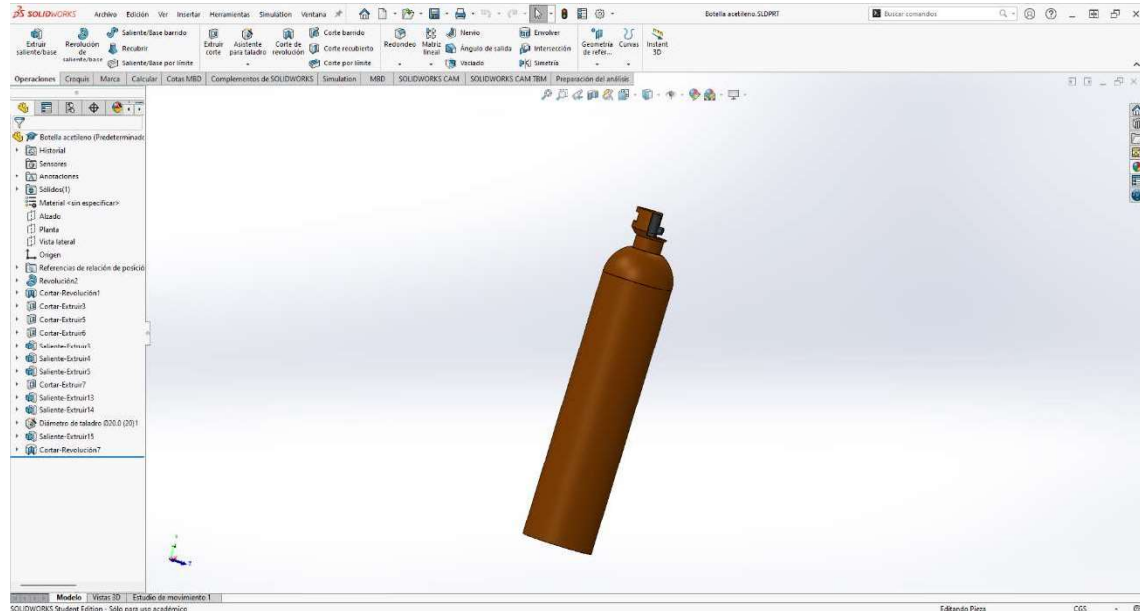 SOLIDWORKS Archivo Edición Ver Insertar Herramientas Simulation Ventana Botella acetileno.SLDPRT Buscar comandos
Extruir saliente/base
Revolución de saliente/base
Saliente/Base barrido
Recubrir
Saliente/Base por límite
Extruir corte
Asistente para taladro
Corte de revolución
Corte barrido
Corte recubierto
Corte por límite
Redondeo
Matriz lineal
Nervio
Ángulo de salida
Vaciado
Envolver
Intersección
Simetría
Geometría de refer...
Curvas
Instant 3D
Operaciones Croquis Marca Calcular Cotas MBD Complementos de SOLIDWORKS Simulation MBD SOLIDWORKS CAM SOLIDWORKS CAM TBM Preparación del análisis
Botella acetileno (Predeterminado
Historial
Sensores
Anotaciones
Sólidos(1)
Material <sin especificar>
Alzado
Planta
Vista lateral
Origen
Referencias de relación de posició
Revolución2
Cortar-Revolución1
Cortar-Extruir3
Cortar-Extruir5
Cortar-Extruir6
Saliente-Extruir3
Saliente-Extruir4
Saliente-Extruir5
Cortar-Extruir7
Saliente-Extruir13
Saliente-Extruir14
Diámetro de taladro Ø20.0 (20)1
Saliente-Extruir15
Cortar-Revolución7
Modelo Vistas 3D Estudio de movimiento 1
SOLIDWORKS Student Edition - Sólo para uso académico Editando Pieza CGS